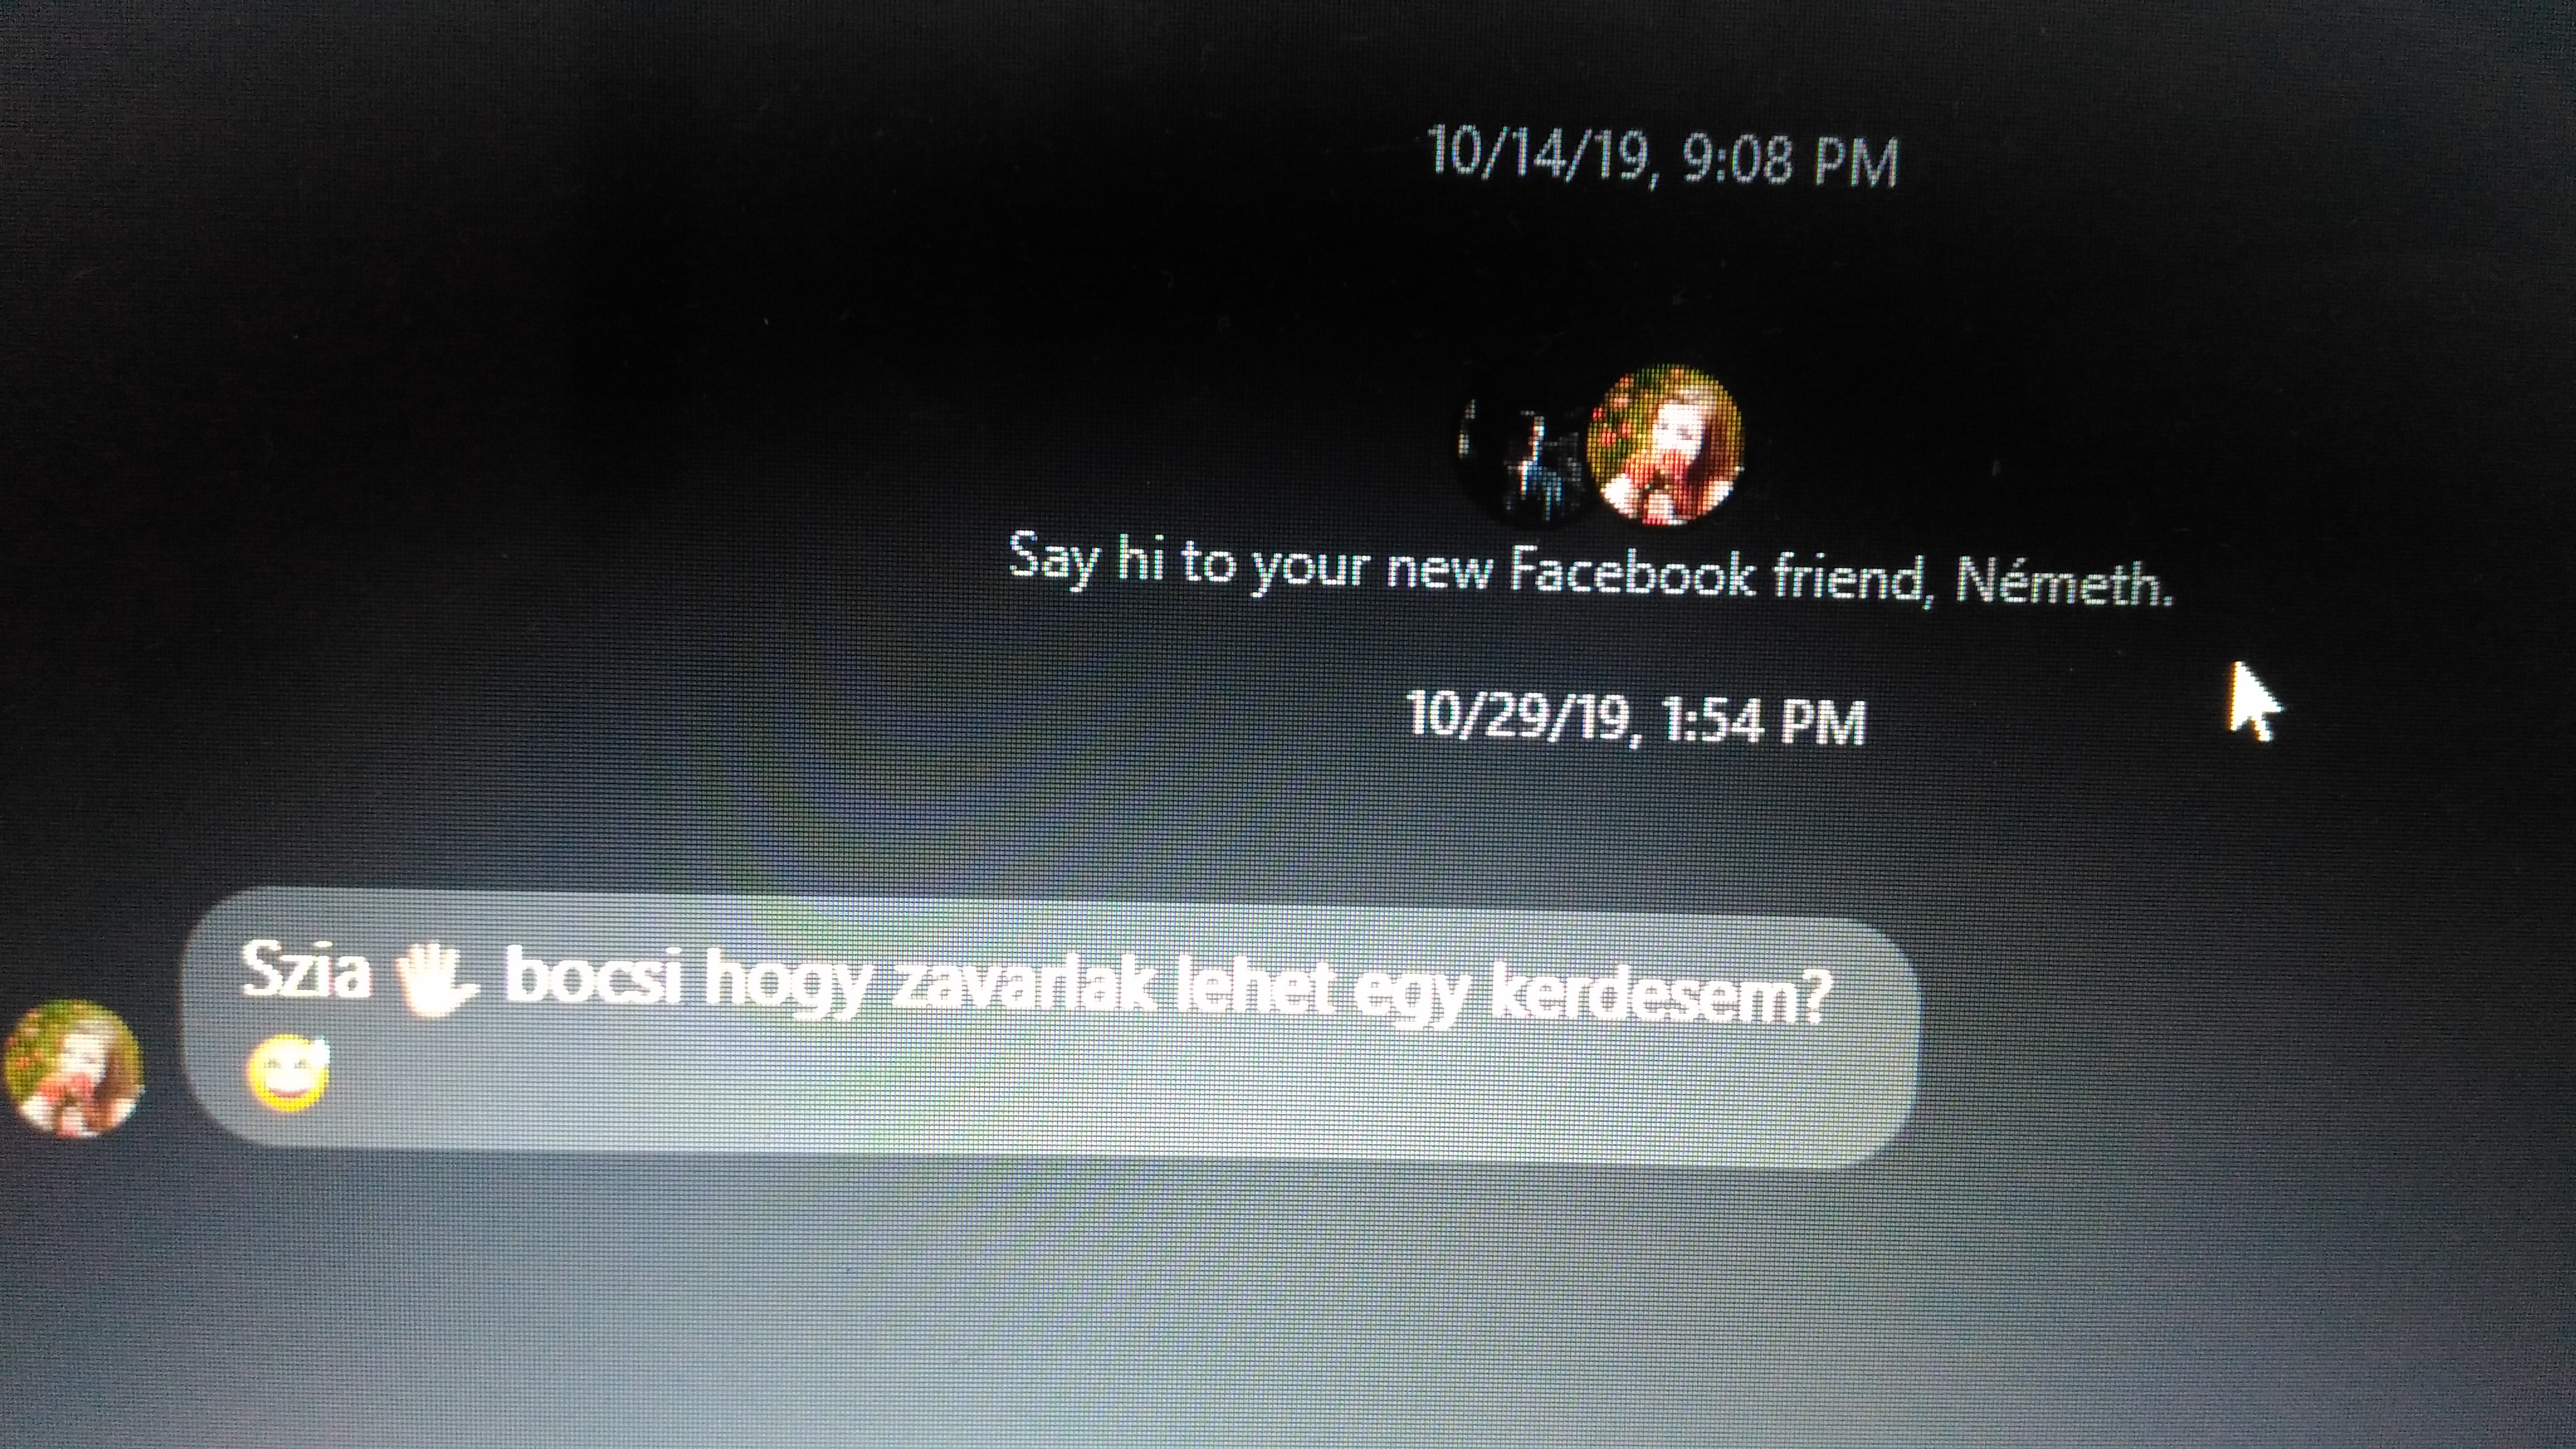 10/14/19, 9:08 PM
Say hi to your new Facebook friend, Németh.
10/29/19, 1:54 PM
Szia 🖐 bocsi hogy zavarlak lehet egy kerdesem?
😅